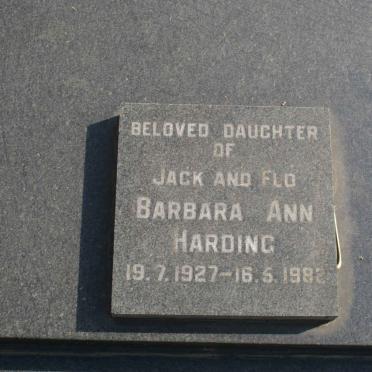 BELOVED DAUGHTER
OF
JACK AND FLO
BARBARA ANN
HARDING
19.7.1927-16.5.1982